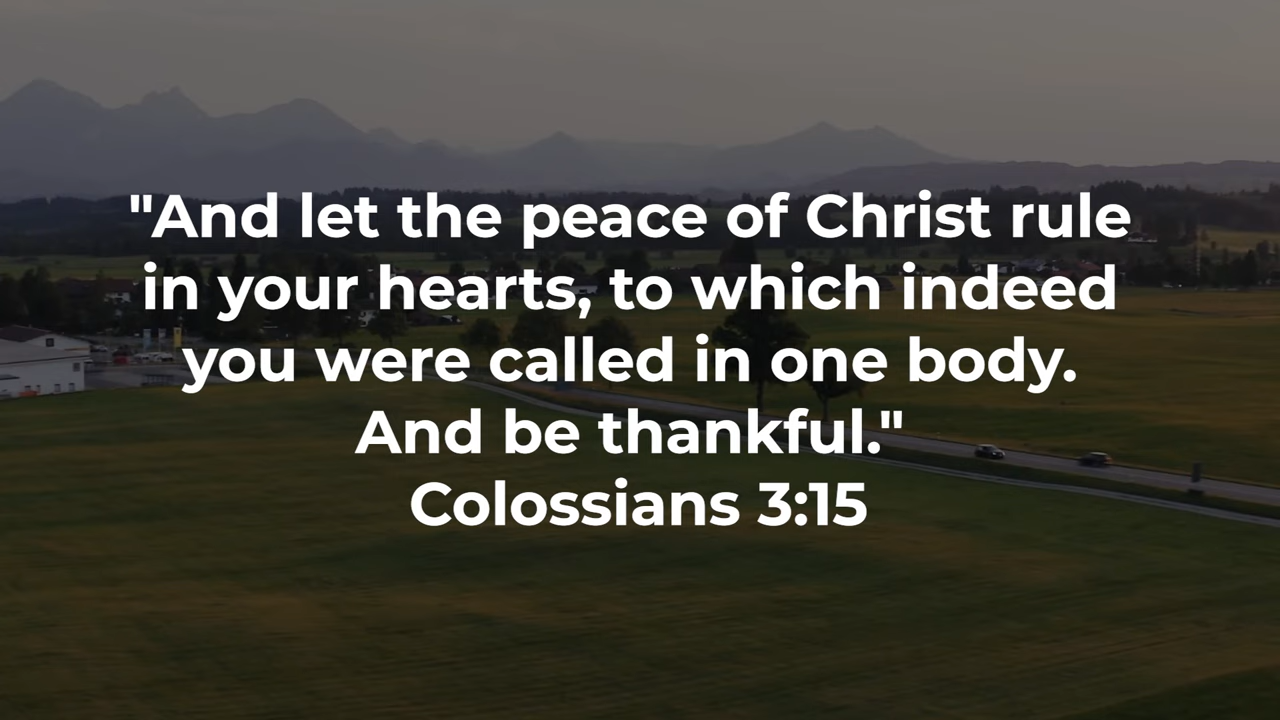 "And let the peace of Christ rule
in your hearts, to which indeed
you were called in one body.
And be thankful."
Colossians 3:15